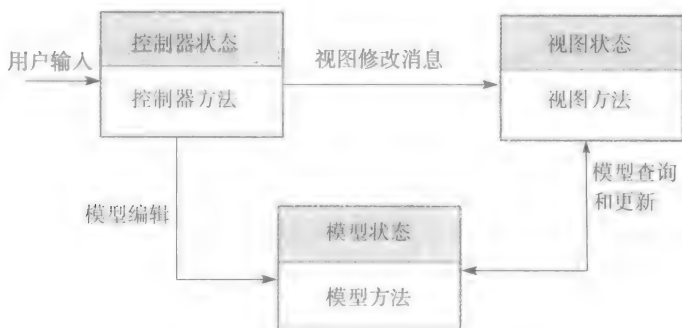 控制器状态
视图状态
用户输入
视图修改消息
控制器方法
视图方法
模型查询
和更新
模型编辑
模型状态
模型方法